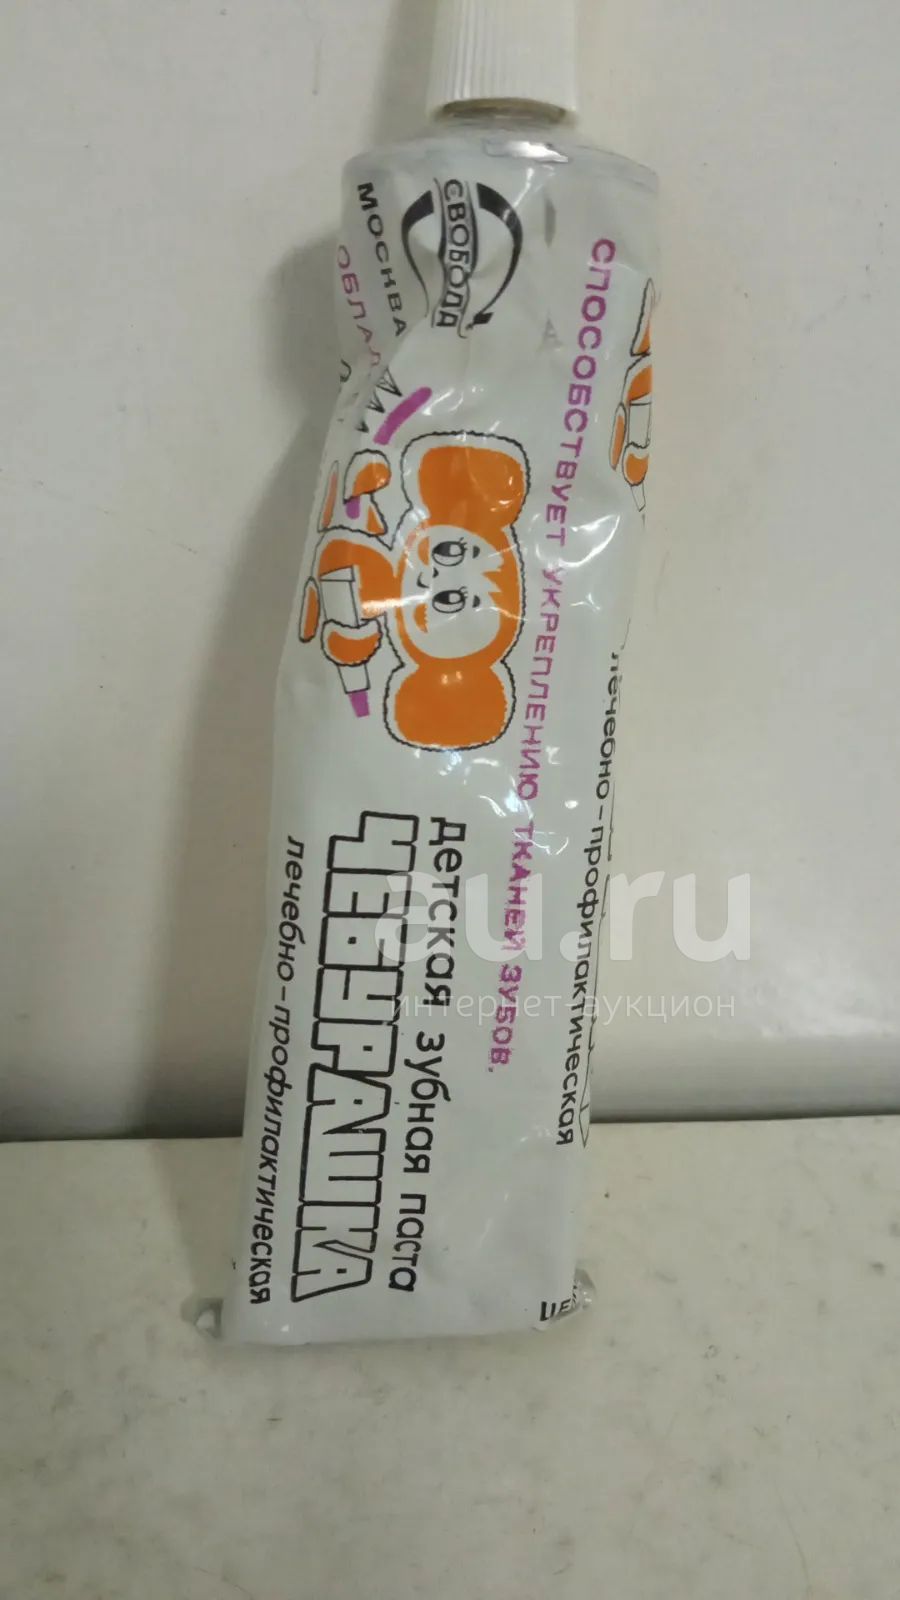 СВОБОДА
МОСКВА
СПОСОБСТВУЕТ УКРЕПЛЕНИЮ ТКАНЕЙ ЗУБОВ.
детская зубная паста
ЧЕБУРАШКА
лечебно-профилактическая
лечебно-профилактическая
au.ru
интернет-аукцион